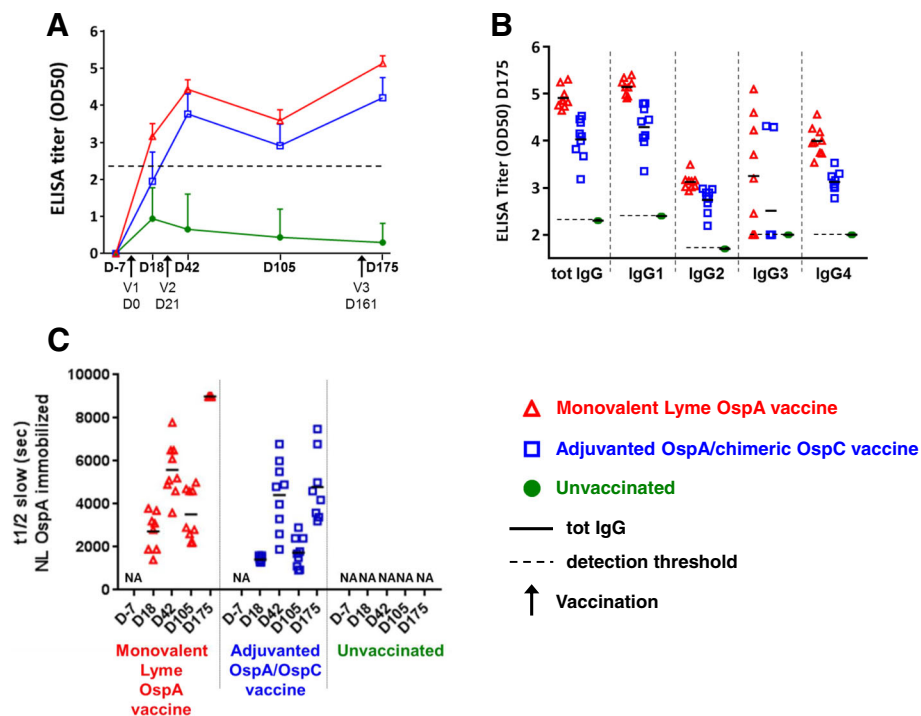 A
ELISA titer (OD50)
6
5
4
3
2
1
0
D-7
D18
D42
D105
D175
V1
D0
V2
D21
V3
D161
B
ELISA Titer (OD) D175
6
5
4
3
2
tot IgG
IgG1
IgG2
IgG3
IgG4
C
t1/2 slow (sec)
NL OspA immobilized
10000
8000
6000
4000
2000
0
NA
NA
NA NA NA NA NA
D-7
D18
D42
D105
D175
D-7
D18
D42
D105
D175
D-7
D18
D42
D105
D175
Monovalent
Lyme
OspA
vaccine
Adjuvanted
OspA/OspC
vaccine
Unvaccinated
Monovalent Lyme OspA vaccine
Adjuvanted OspA/chimeric OspC vaccine
Unvaccinated
tot IgG
detection threshold
Vaccination